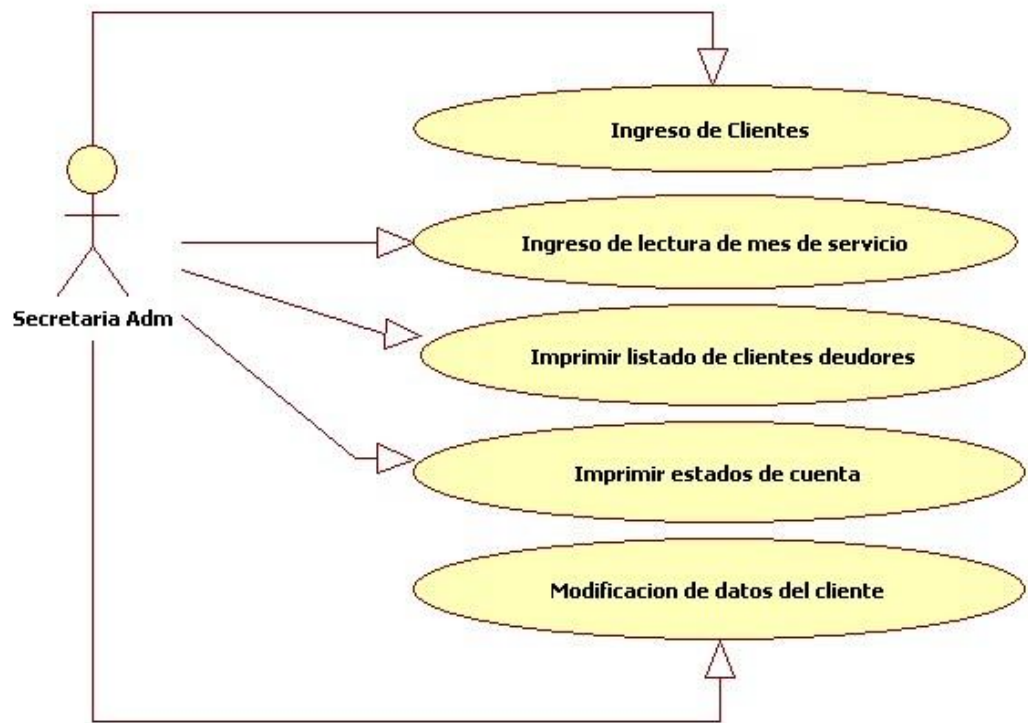 Ingreso de Clientes
Ingreso de lectura de mes de servicio
Secretaria Adm
Imprimir listado de clientes deudores
Imprimir estados de cuenta
Modificacion de datos del cliente